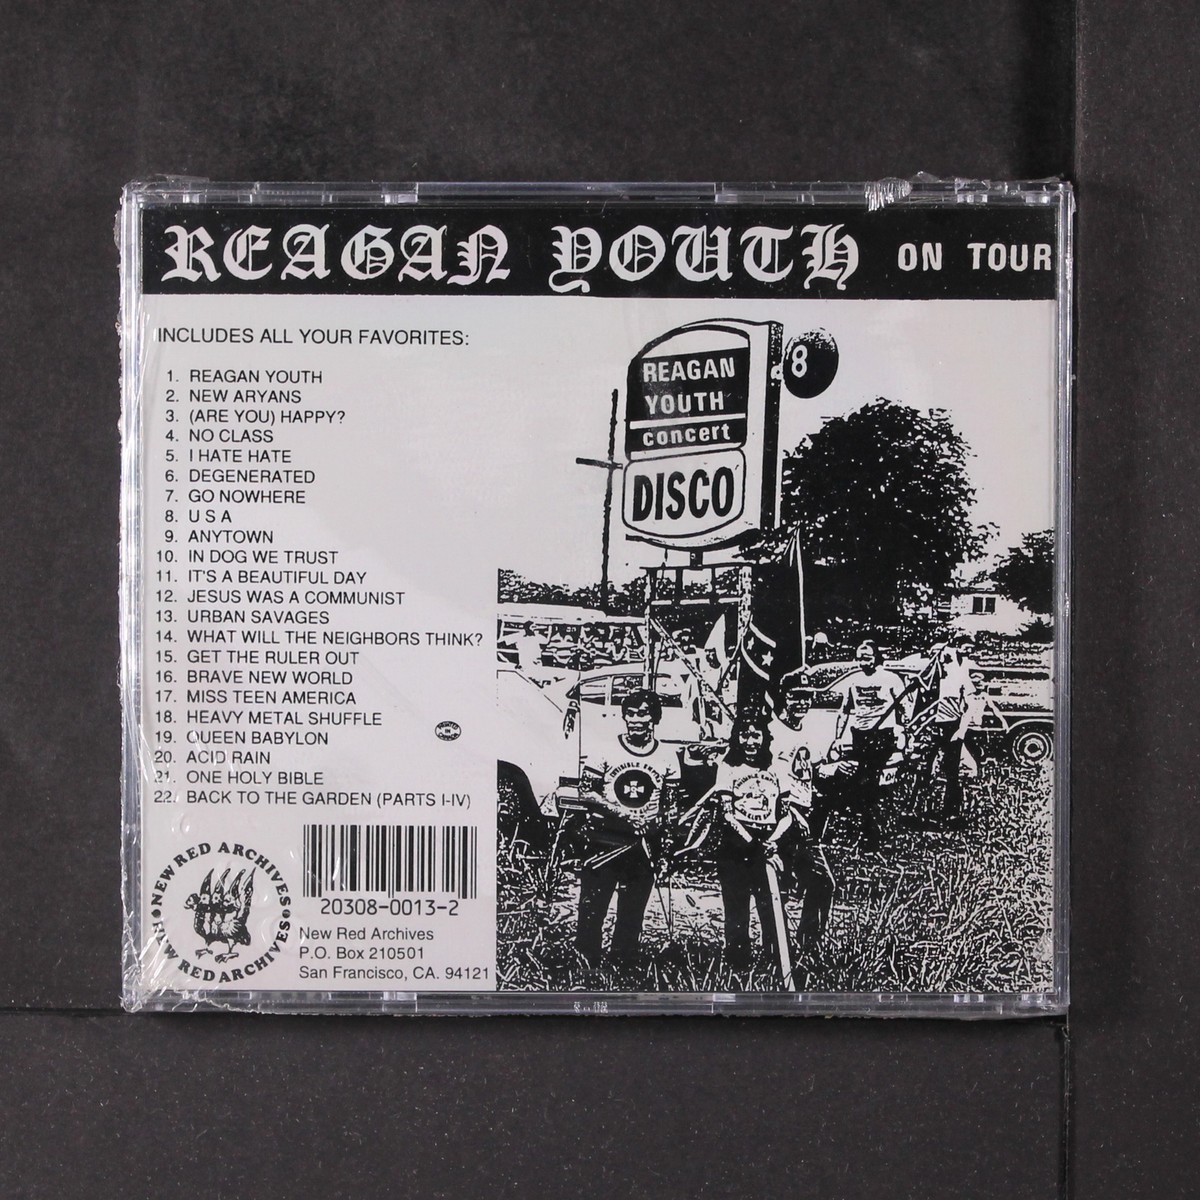 REAGAN YOUTH ON TOUR
INCLUDES ALL YOUR FAVORITES:
1. REAGAN YOUTH
2. NEW ARYANS
3. (ARE YOU) HAPPY?
4. NO CLASS
5. I HATE HATE
6. DEGENERATED
7. GO NOWHERE
8. U S A
9. ANYTOWN
10. IN DOG WE TRUST
11. IT'S A BEAUTIFUL DAY
12. JESUS WAS A COMMUNIST
13. URBAN SAVAGES
14. WHAT WILL THE NEIGHBORS THINK?
15. GET THE RULER OUT
16. BRAVE NEW WORLD
17. MISS TEEN AMERICA
18. HEAVY METAL SHUFFLE
19. QUEEN BABYLON
20. ACID RAIN
21. ONE HOLY BIBLE
22. BACK TO THE GARDEN (PARTS I-IV)
REAGAN
YOUTH
concert
DISCO
8
INVISIBLE EMPIRE
NEW RED ARCHIVES
NEW RED ARCHIVES
20308-0013-2
New Red Archives
P.O. Box 210501
San Francisco, CA. 94121